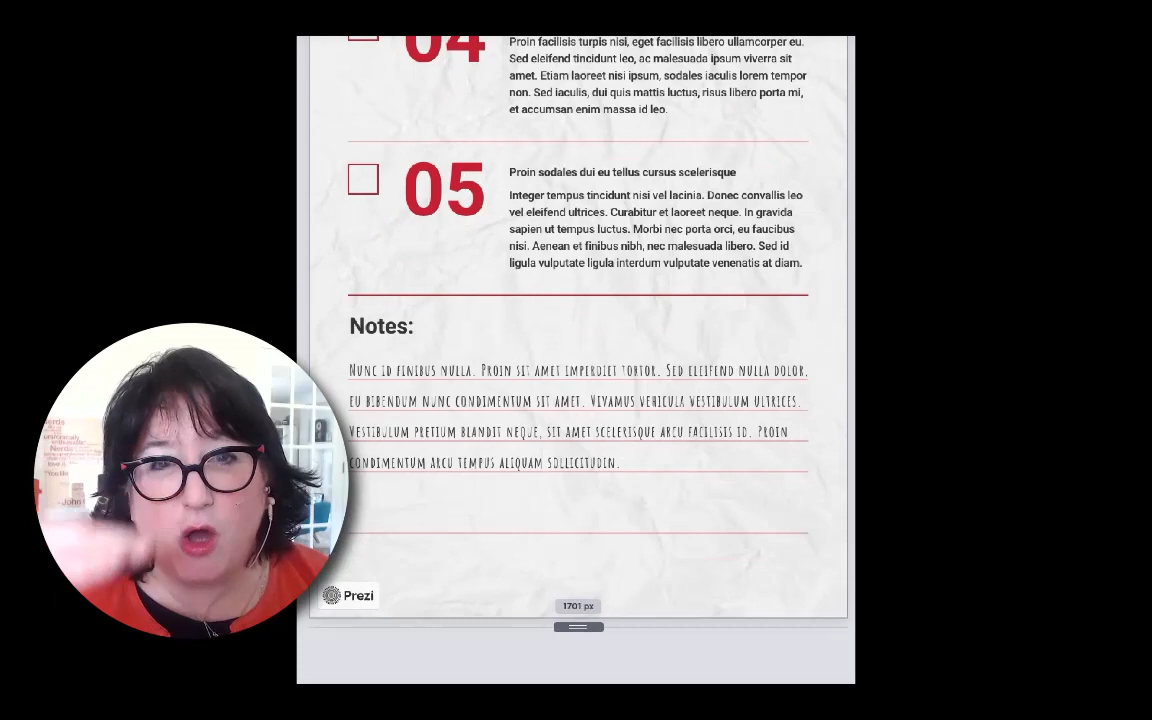 04
Proin facilisis turpis nisi, eget facilisis libero ullamcorper eu.
Sed eleifend tincidunt leo, ac malesuada ipsum viverra sit
amet. Etiam laoreet nisi ipsum, sodales iaculis lorem tempor
non. Sed iaculis, dui quis mattis luctus, risus libero porta mi,
et accumsan enim massa id leo.
05
Proin sodales dui eu tellus cursus scelerisque
Integer tempus tincidunt nisi vel lacinia. Donec convallis leo
vel eleifend ultrices. Curabitur et laoreet neque. In gravida
sapien ut tempus luctus. Morbi nec porta orci, eu faucibus
nisi. Aenean et finibus nibh, nec malesuada libero. Sed id
ligula vulputate ligula interdum vulputate venenatis at diam.
Notes:
Nunc id finibus nulla. Proin sit amet imperdiet tortor. Sed eleifend nulla dolor,
eu bibendum nunc condimentum sit amet. Vivamus vehicula vestibulum ultrices.
Vestibulum pretium blandit neque, sit amet scelerisque arcu facilisis id. Proin
condimentum arcu tempus aliquam sollicitudin.
Nerds
love
- John
Prezi
1701 px